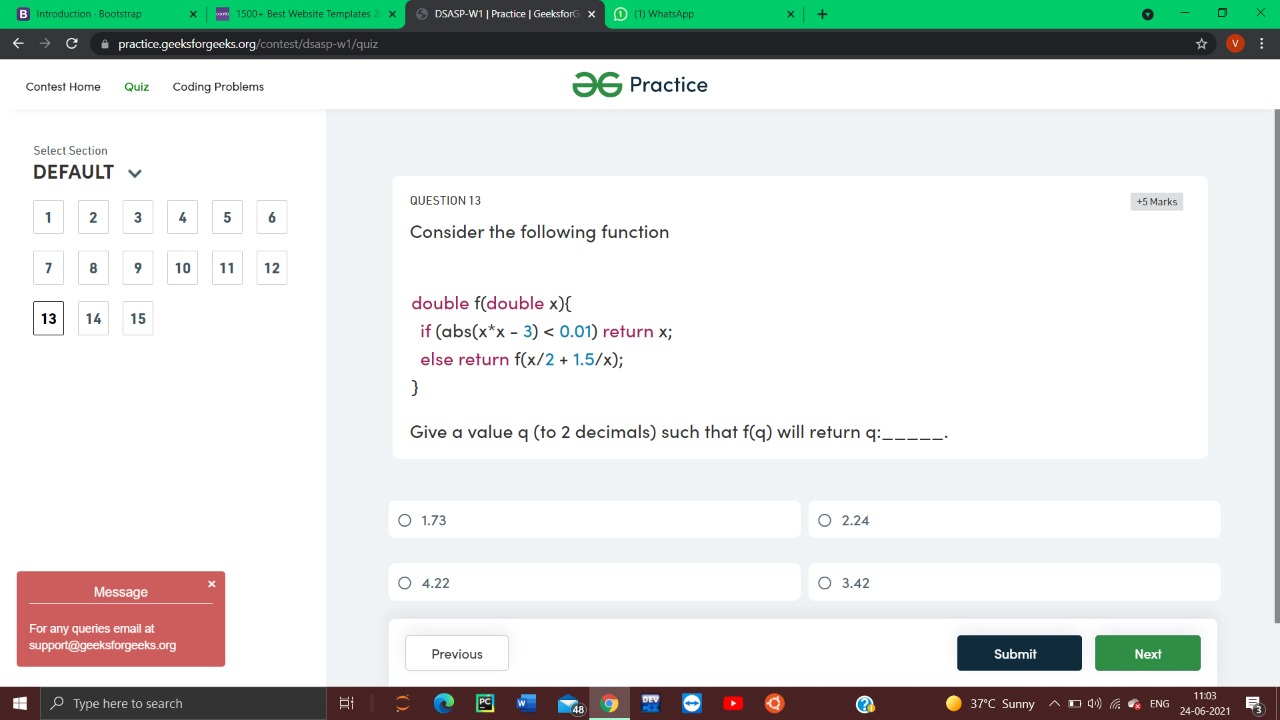 Introduction · Bootstrap
1500+ Best Website Templates 2
DSASP-W1 | Practice | GeeksforG
(1) WhatsApp
practice.geeksforgeeks.org/contest/dsasp-w1/quiz
V
Contest Home
Quiz
Coding Problems
Practice
Select Section
DEFAULT
1 2 3 4 5 6
7 8 9 10 11 12
13 14 15
QUESTION 13
+5 Marks
Consider the following function
double f(double x){
if (abs(x*x - 3) < 0.01) return x;
else return f(x/2 + 1.5/x);
}
Give a value q (to 2 decimals) such that f(q) will return q:_____.
1.73
2.24
4.22
3.42
Message
For any queries email at
support@geeksforgeeks.org
Previous
Submit
Next
Type here to search
48
37°C Sunny
ENG
11:03
24-06-2021
3